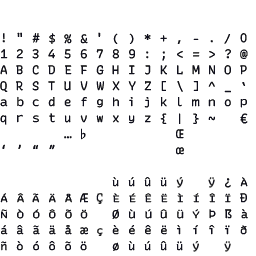 ! " # $ % & ' ( ) * + , - . / 0
1 2 3 4 5 6 7 8 9 : ; < = > ? @
A B C D E F G H I J K L M N O P
Q R S T U V W X Y Z [ \ ] ^ _ `
a b c d e f g h i j k l m n o p
q r s t u v w x y z { | } ~ €
… ♭ Œ
‘ ’ “ ” œ
ù ú û ü ý ÿ ¿ À
Á Â Ã Ä Å Æ Ç È É Ê Ë Ì Í Î Ï Ð
Ñ Ò Ó Ô Õ Ö Ø Ù Ú Û Ü Ý Þ ß à
á â ã ä å æ ç è é ê ë ì í î ï ð
ñ ò ó ô õ ö ø ù ú û ü ý ÿ